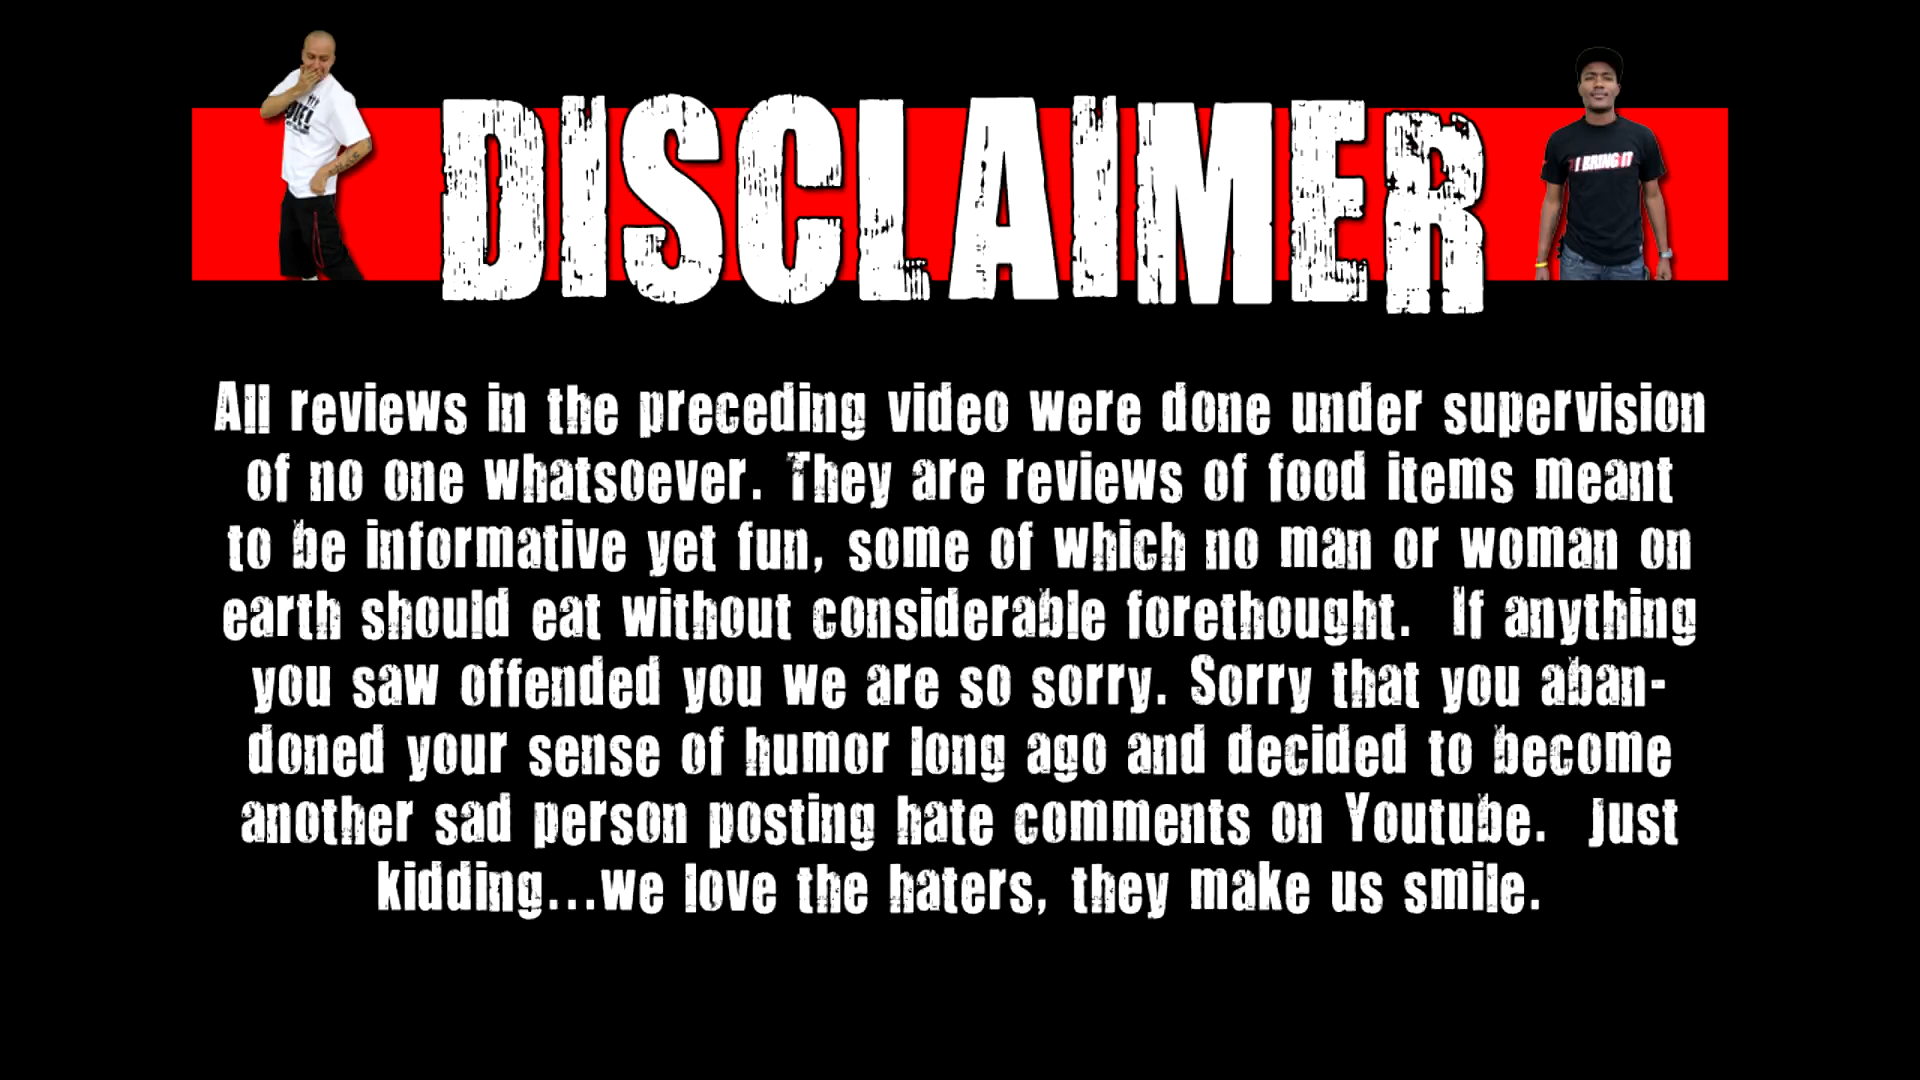 DISCLAIMER
DIET
I BRING IT
All reviews in the preceding video were done under supervision
of no one whatsoever. They are reviews of food items meant
to be informative yet fun, some of which no man or woman on
earth should eat without considerable forethought. If anything
you saw offended you we are so sorry. Sorry that you aban-
doned your sense of humor long ago and decided to become
another sad person posting hate comments on Youtube. Just
kidding...we love the haters, they make us smile.